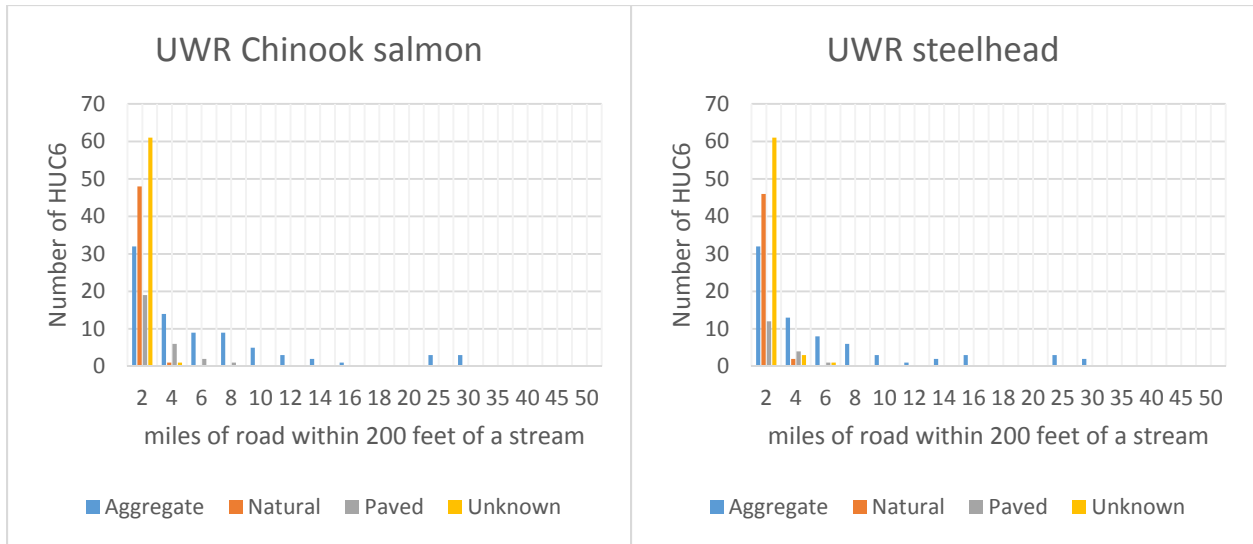 UWR Chinook salmon
Number of HUC6
70
60
50
40
30
20
10
0
2 4 6 8 10 12 14 16 18 20 25 30 35 40 45 50
miles of road within 200 feet of a stream
Aggregate Natural Paved Unknown
UWR steelhead
Number of HUC6
70
60
50
40
30
20
10
0
2 4 6 8 10 12 14 16 18 20 25 30 35 40 45 50
miles of road within 200 feet of a stream
Aggregate Natural Paved Unknown